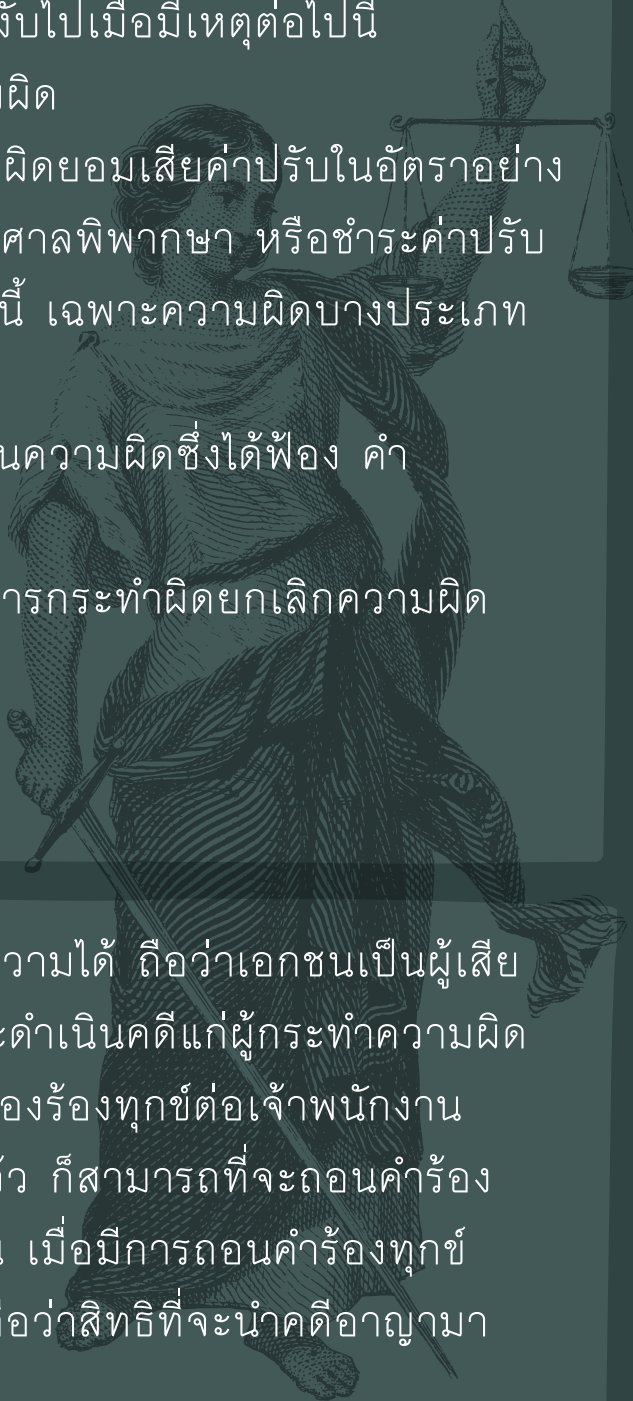 งับไปเมื่อมีเหตุต่อไปนี้
ผิด
ผิดยอมเสียค่าปรับในอัตราอย่าง
ศาลพิพากษา หรือชำระค่าปรับ
นี้ เฉพาะความผิดบางประเภท
นความผิดซึ่งได้ฟ้อง คำ
ารกระทำผิดยกเลิกความผิด
วามได้ ถือว่าเอกชนเป็นผู้เสีย
ะดำเนินคดีแก่ผู้กระทำความผิด
องร้องทุกข์ต่อเจ้าพนักงาน
ว ก็สามารถที่จะถอนคำร้อง
เมื่อมีการถอนคำร้องทุกข์
ือว่าสิทธิที่จะนำคดีอาญามา